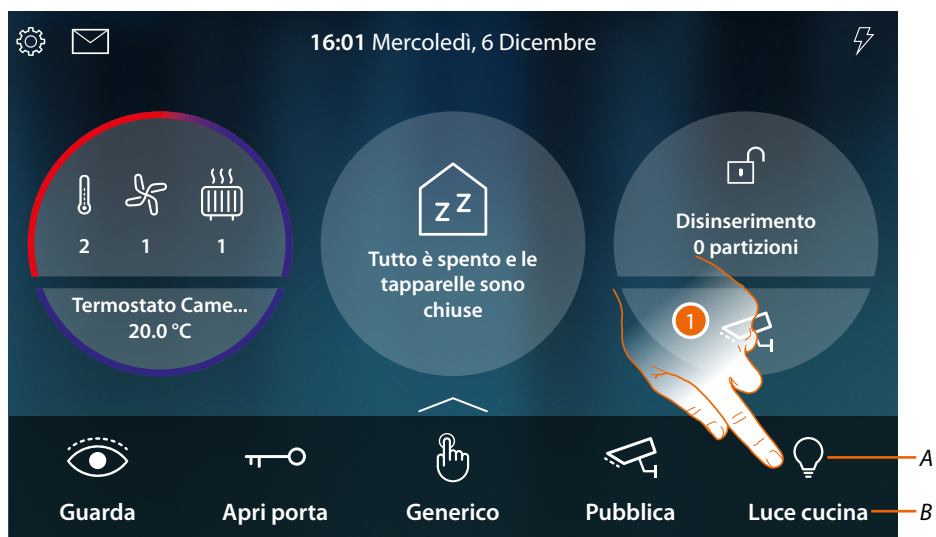 16:01 Mercoledì, 6 Dicembre
2 1 1
Termostato Came...
20.0 °C
z Z
Tutto è spento e le
tapparelle sono
chiuse
Disinserimento
0 partizioni
1
Guarda
Apri porta
Generico
Pubblica
Luce cucina
A
B